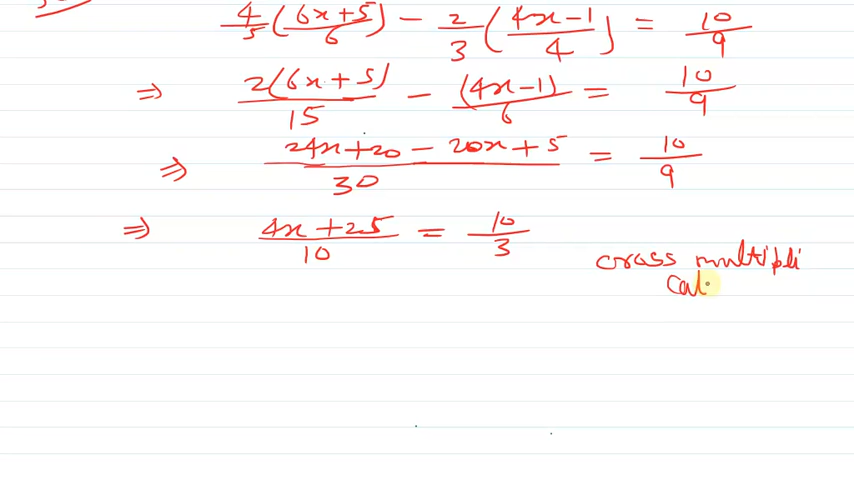 4/5 (6x+5/6) − 2/3 (4x−1/4) = 10/9
⇒ 2(6x+5)/15 − (4x−1)/6 = 10/9
⇒ 24x+20 − 20x+5/30 = 10/9
⇒ 4x+25/10 = 10/3
cross multipli
cat